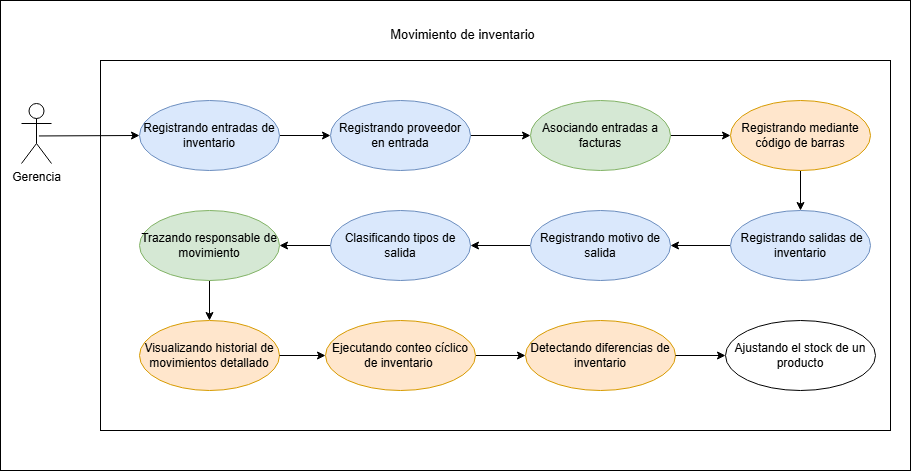 Movimiento de inventario
Gerencia
Registrando entradas de
inventario
Registrando proveedor
en entrada
Asociando entradas a
facturas
Registrando mediante
código de barras
Trazando responsable de
movimiento
Clasificando tipos de
salida
Registrando motivo de
salida
Registrando salidas de
inventario
Visualizando historial de
movimientos detallado
Ejecutando conteo cíclico
de inventario
Detectando diferencias de
inventario
Ajustando el stock de un
producto